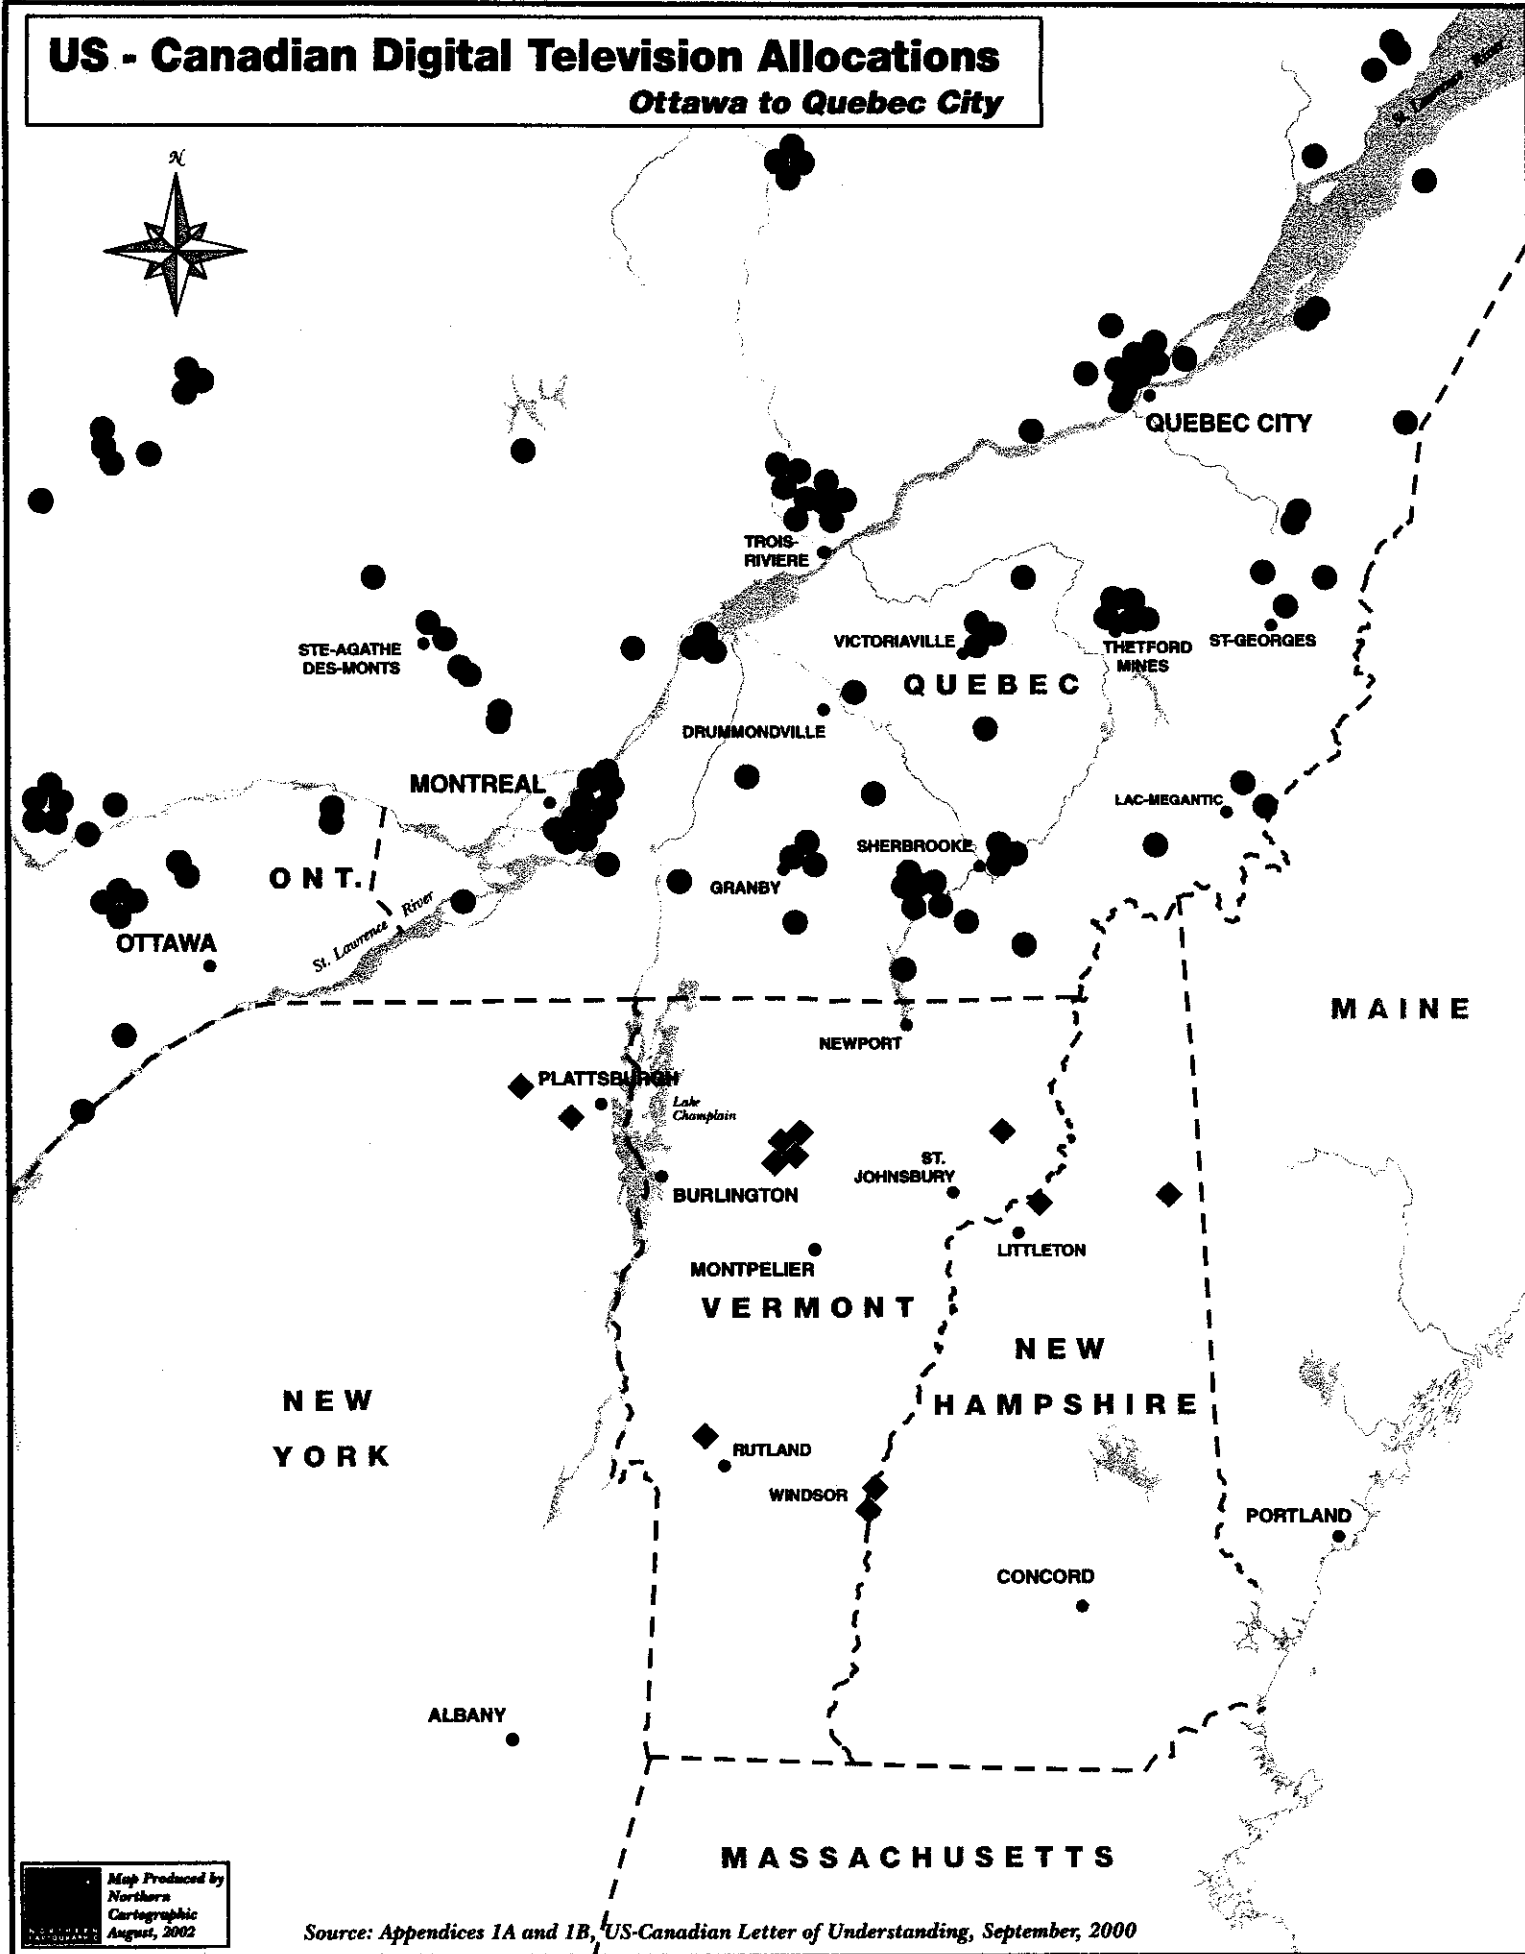 US - Canadian Digital Television Allocations
Ottawa to Quebec City
N
QUEBEC CITY
TROIS-
RIVIERE
STE-AGATHE
DES-MONTS
VICTORIAVILLE
THETFORD
MINES
ST-GEORGES
QUEBEC
DRUMMONDVILLE
MONTREAL
LAC-MEGANTIC
SHERBROOKE
GRANBY
ONT.
St. Lawrence River
OTTAWA
MAINE
NEWPORT
PLATTSBURGH
Lake
Champlain
ST.
JOHNSBURY
BURLINGTON
LITTLETON
MONTPELIER
VERMONT
NEW
HAMPSHIRE
NEW
YORK
RUTLAND
WINDSOR
PORTLAND
CONCORD
ALBANY
MASSACHUSETTS
Map Produced by
Northern
Cartographic
August, 2002
NORTHERN
CARTOGRAPHIC
Source: Appendices 1A and 1B, US-Canadian Letter of Understanding, September, 2000